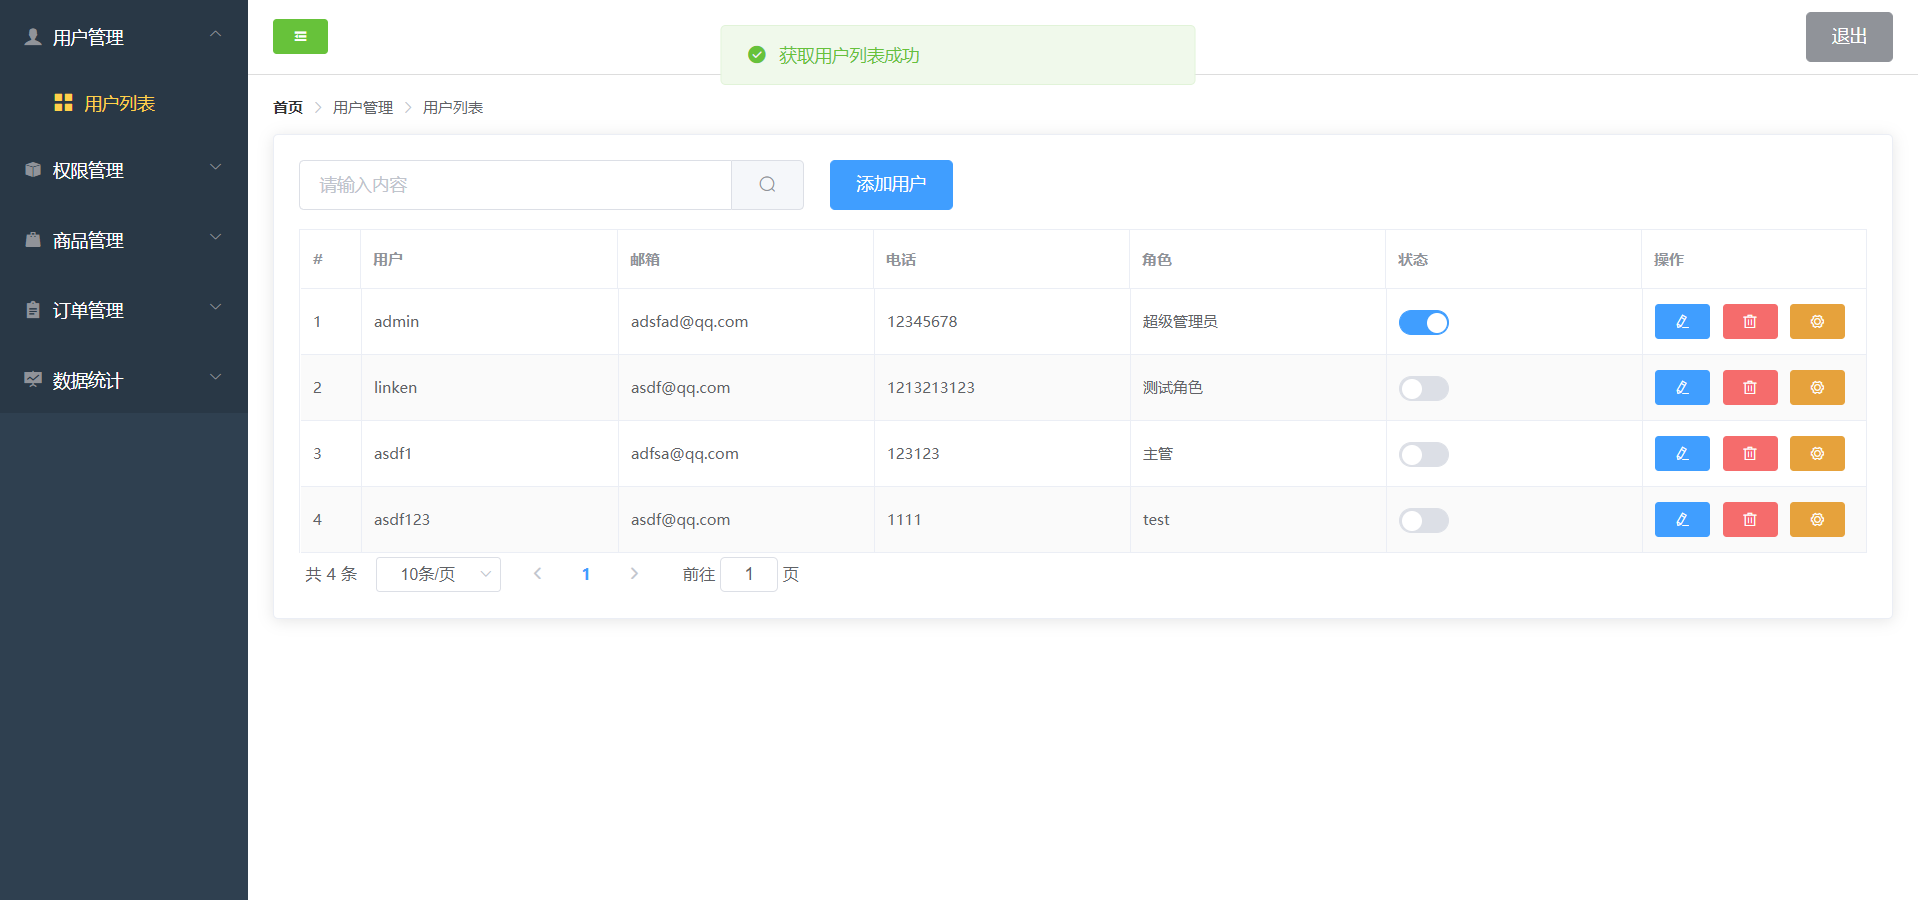 用户管理
用户列表
权限管理
商品管理
订单管理
数据统计
获取用户列表成功
退出
首页 用户管理 用户列表
请输入内容
添加用户
# 用户 邮箱 电话 角色 状态 操作
1 admin adsfad@qq.com 12345678 超级管理员
2 linken asdf@qq.com 1213213123 测试角色
3 asdf1 adfsa@qq.com 123123 主管
4 asdf123 asdf@qq.com 1111 test
共 4 条 10条/页 1 前往 1 页